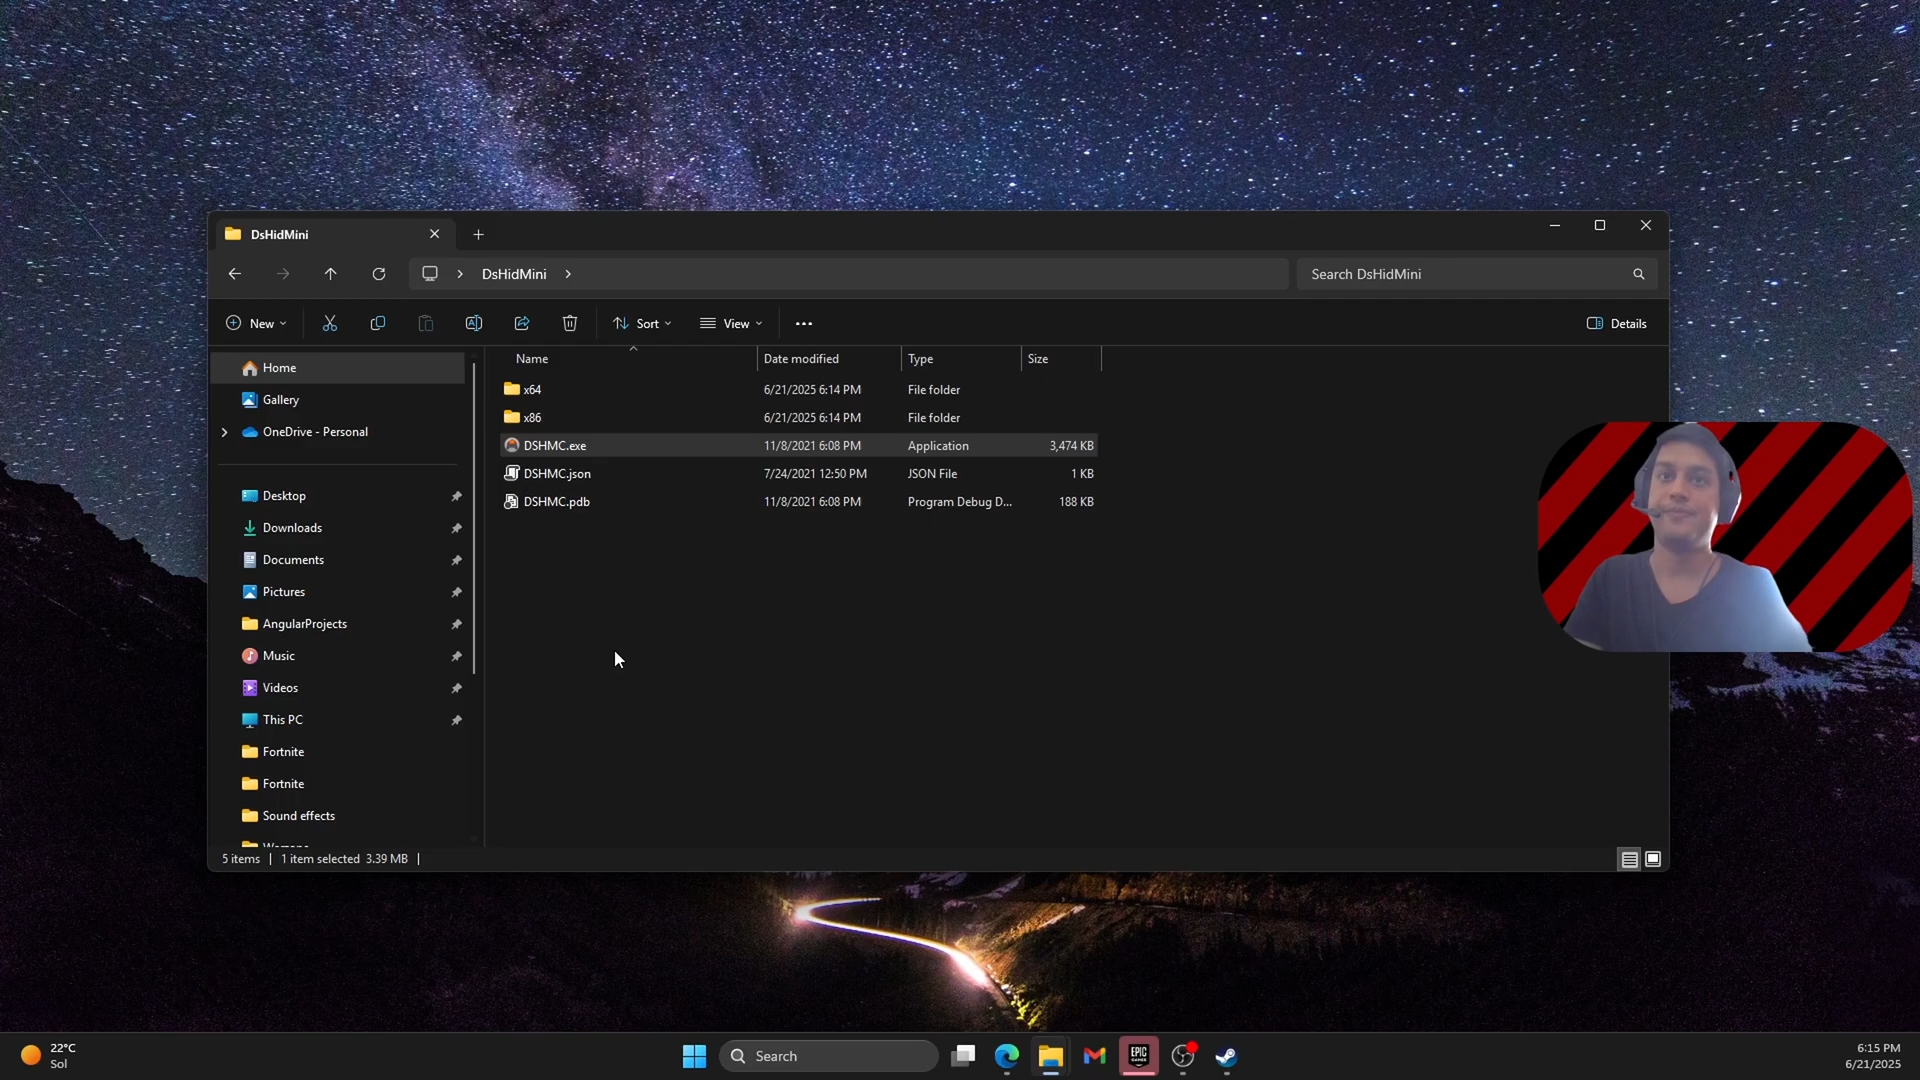 DsHidMini
DsHidMini
Search DsHidMini
New
Sort
View
Details
Name
Date modified
Type
Size
Home
Gallery
OneDrive - Personal
Desktop
Downloads
Documents
Pictures
AngularProjects
Music
Videos
This PC
Fortnite
Fortnite
Sound effects
x64 6/21/2025 6:14 PM File folder
x86 6/21/2025 6:14 PM File folder
DSHMC.exe 11/8/2021 6:08 PM Application 3,474 KB
DSHMC.json 7/24/2021 12:50 PM JSON File 1 KB
DSHMC.pdb 11/8/2021 6:08 PM Program Debug D... 188 KB
5 items 1 item selected 3.39 MB
22°C
Sol
Search
EPIC
GAMES
6:15 PM
6/21/2025